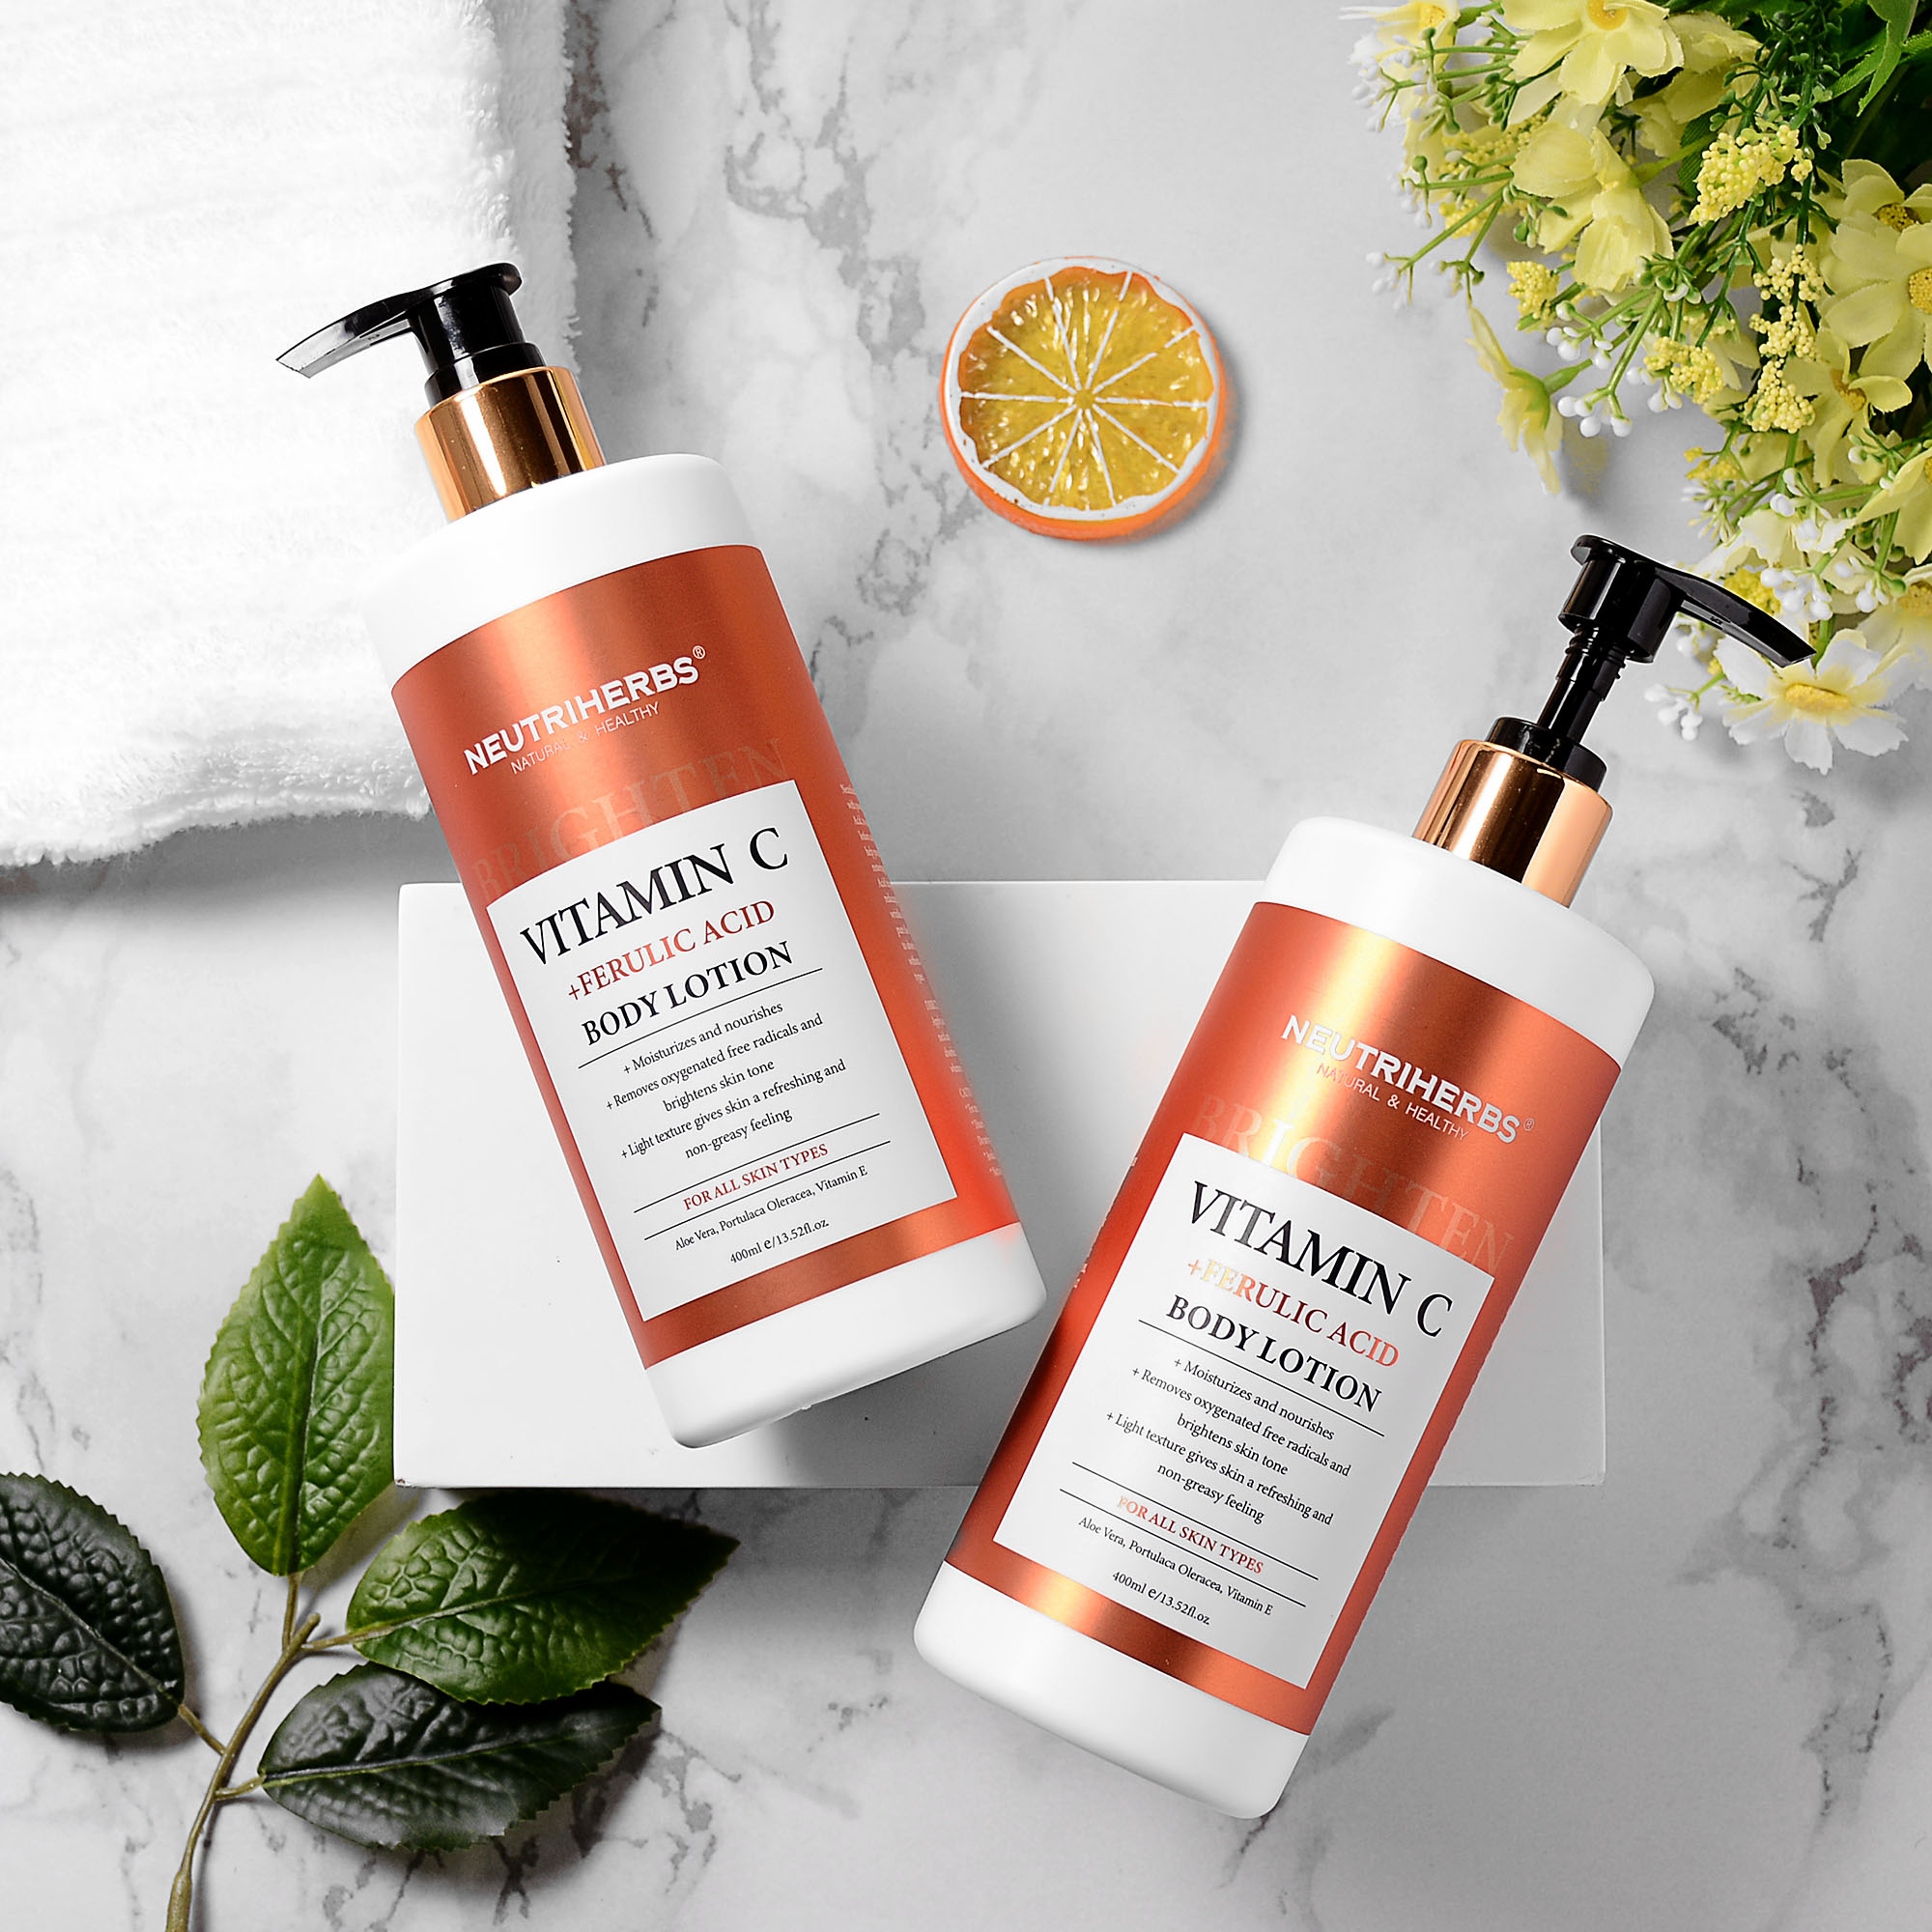 NEUTRIHERBS®
NATURAL & HEALTHY
BRIGHTEN
VITAMIN C
+FERULIC ACID
BODY LOTION
+ Moisturizes and nourishes
+ Removes oxygenated free radicals and
brightens skin tone
+ Light texture gives skin a refreshing and
non-greasy feeling
FOR ALL SKIN TYPES
Aloe Vera, Portulaca Oleracea, Vitamin E
400ml e/13.52fl.oz
NEUTRIHERBS®
NATURAL & HEALTHY
BRIGHTEN
VITAMIN C
+FERULIC ACID
BODY LOTION
+ Moisturizes and nourishes
+ Removes oxygenated free radicals and
brightens skin tone
+ Light texture gives skin a refreshing and
non-greasy feeling
FOR ALL SKIN TYPES
Aloe Vera, Portulaca Oleracea, Vitamin E
400ml e/13.52fl.oz